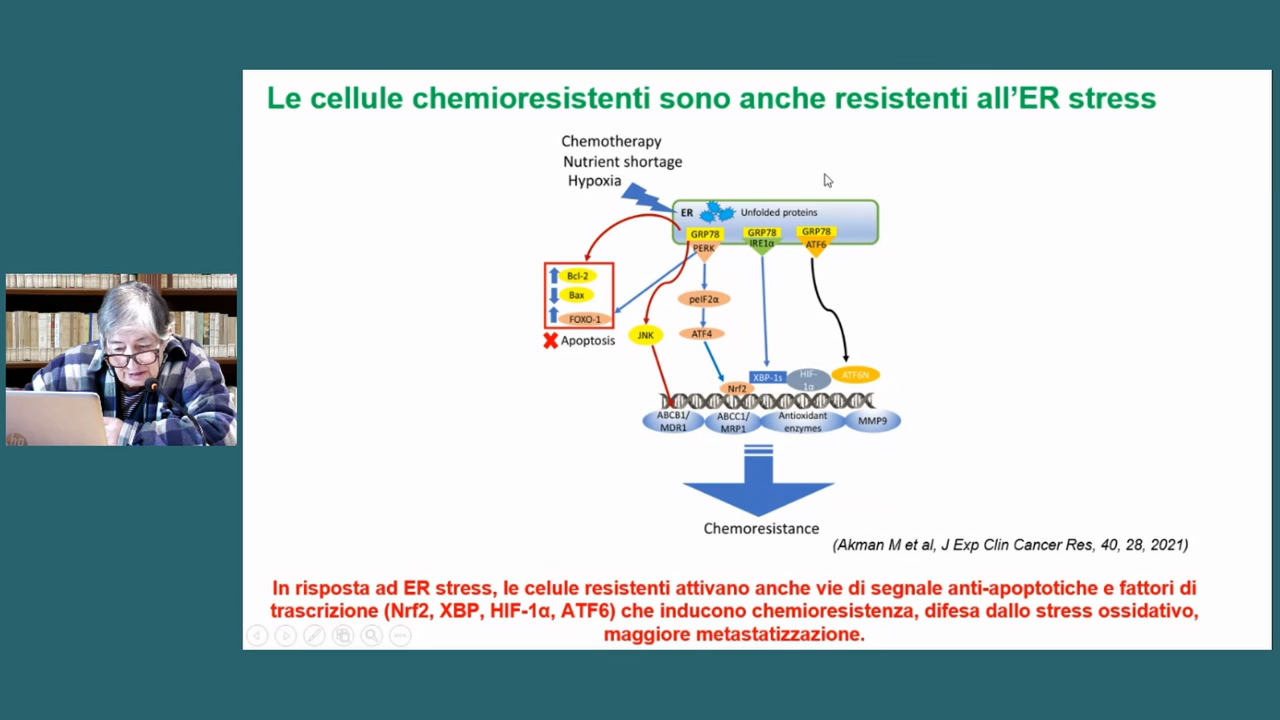 Le cellule chemioresistenti sono anche resistenti all'ER stress
Chemotherapy
Nutrient shortage
Hypoxia
ER
Unfolded proteins
GRP78
GRP78
GRP78
PERK
IRE1α
ATF6
Bcl-2
Bax
FOXO-1
Apoptosis
peIF2α
JNK
ATF4
Nrf2
XBP-1s
HIF-
1α
ATF6N
ABCB1/
MDR1
ABCC1/
MRP1
Antioxidant
enzymes
MMP9
Chemoresistance
(Akman M et al, J Exp Clin Cancer Res, 40, 28, 2021)
In risposta ad ER stress, le celule resistenti attivano anche vie di segnale anti-apoptotiche e fattori di
trascrizione (Nrf2, XBP, HIF-1α, ATF6) che inducono chemioresistenza, difesa dallo stress ossidativo,
maggiore metastatizzazione.
hp